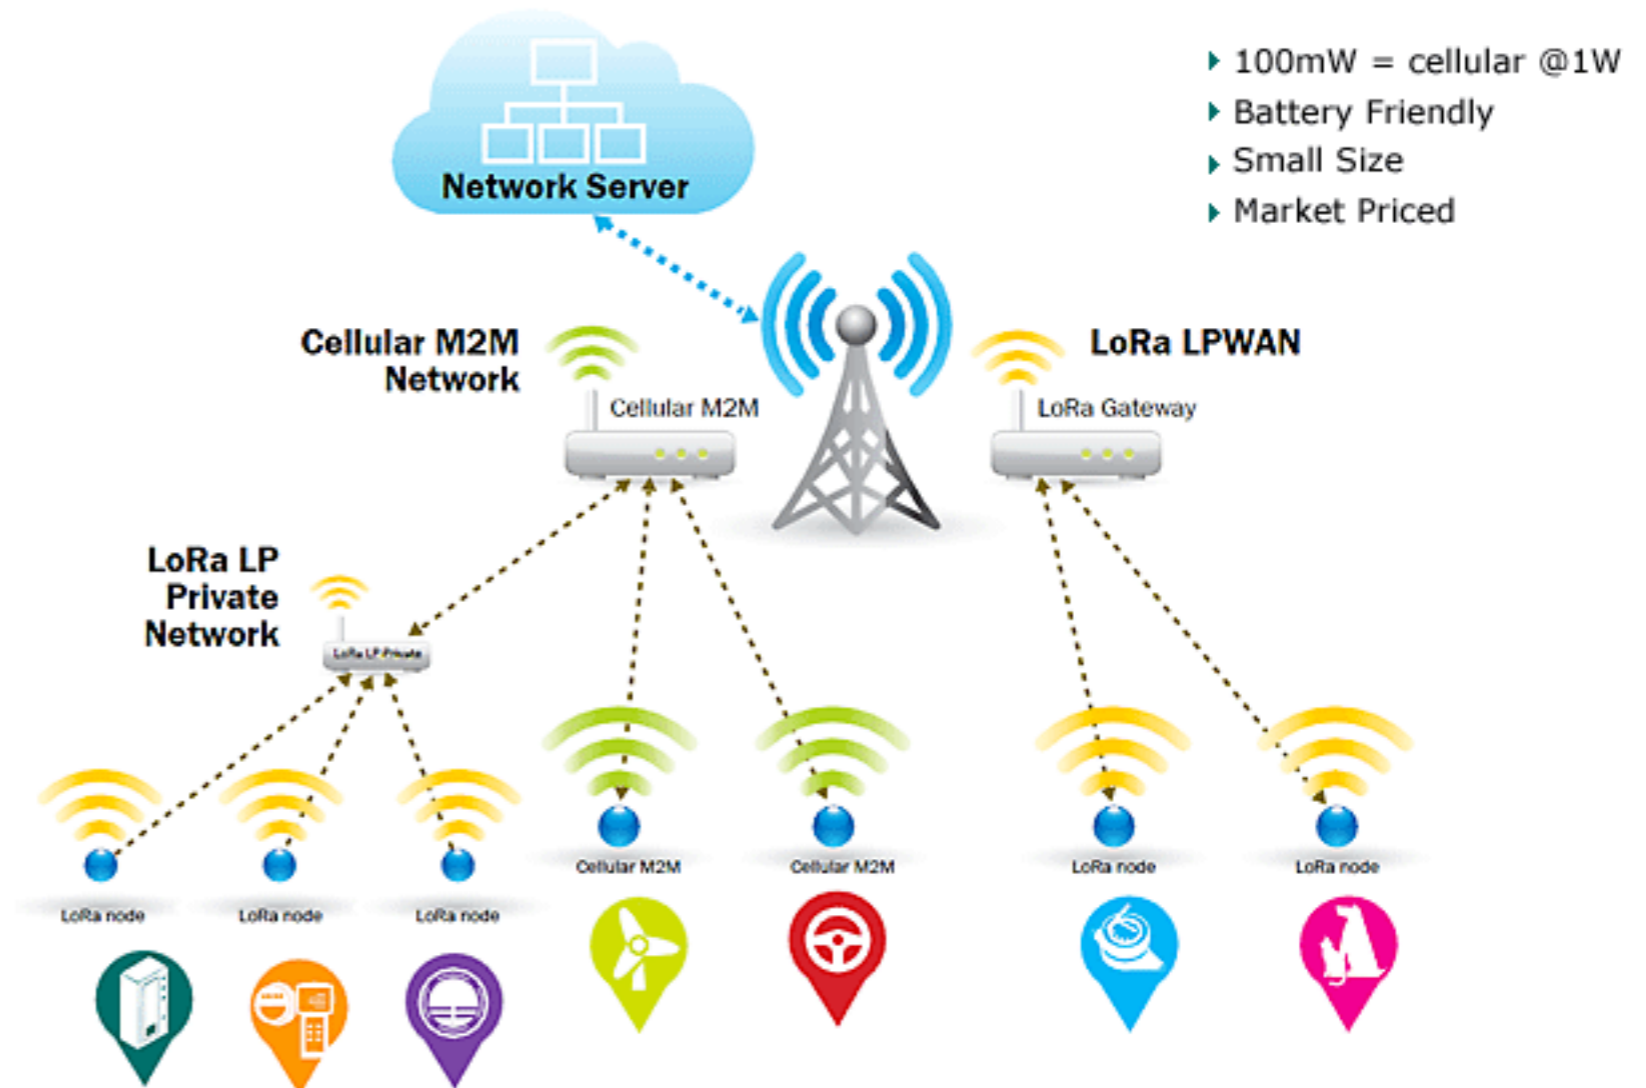 100mW = cellular @1W
Battery Friendly
Small Size
Market Priced
Network Server
Cellular M2M
Network
Cellular M2M
LoRa LPWAN
LoRa Gateway
LoRa LP
Private
Network
LoRa LP Private
Cellular M2M
Cellular M2M
LoRa node
LoRa node
LoRa node
LoRa node
LoRa node